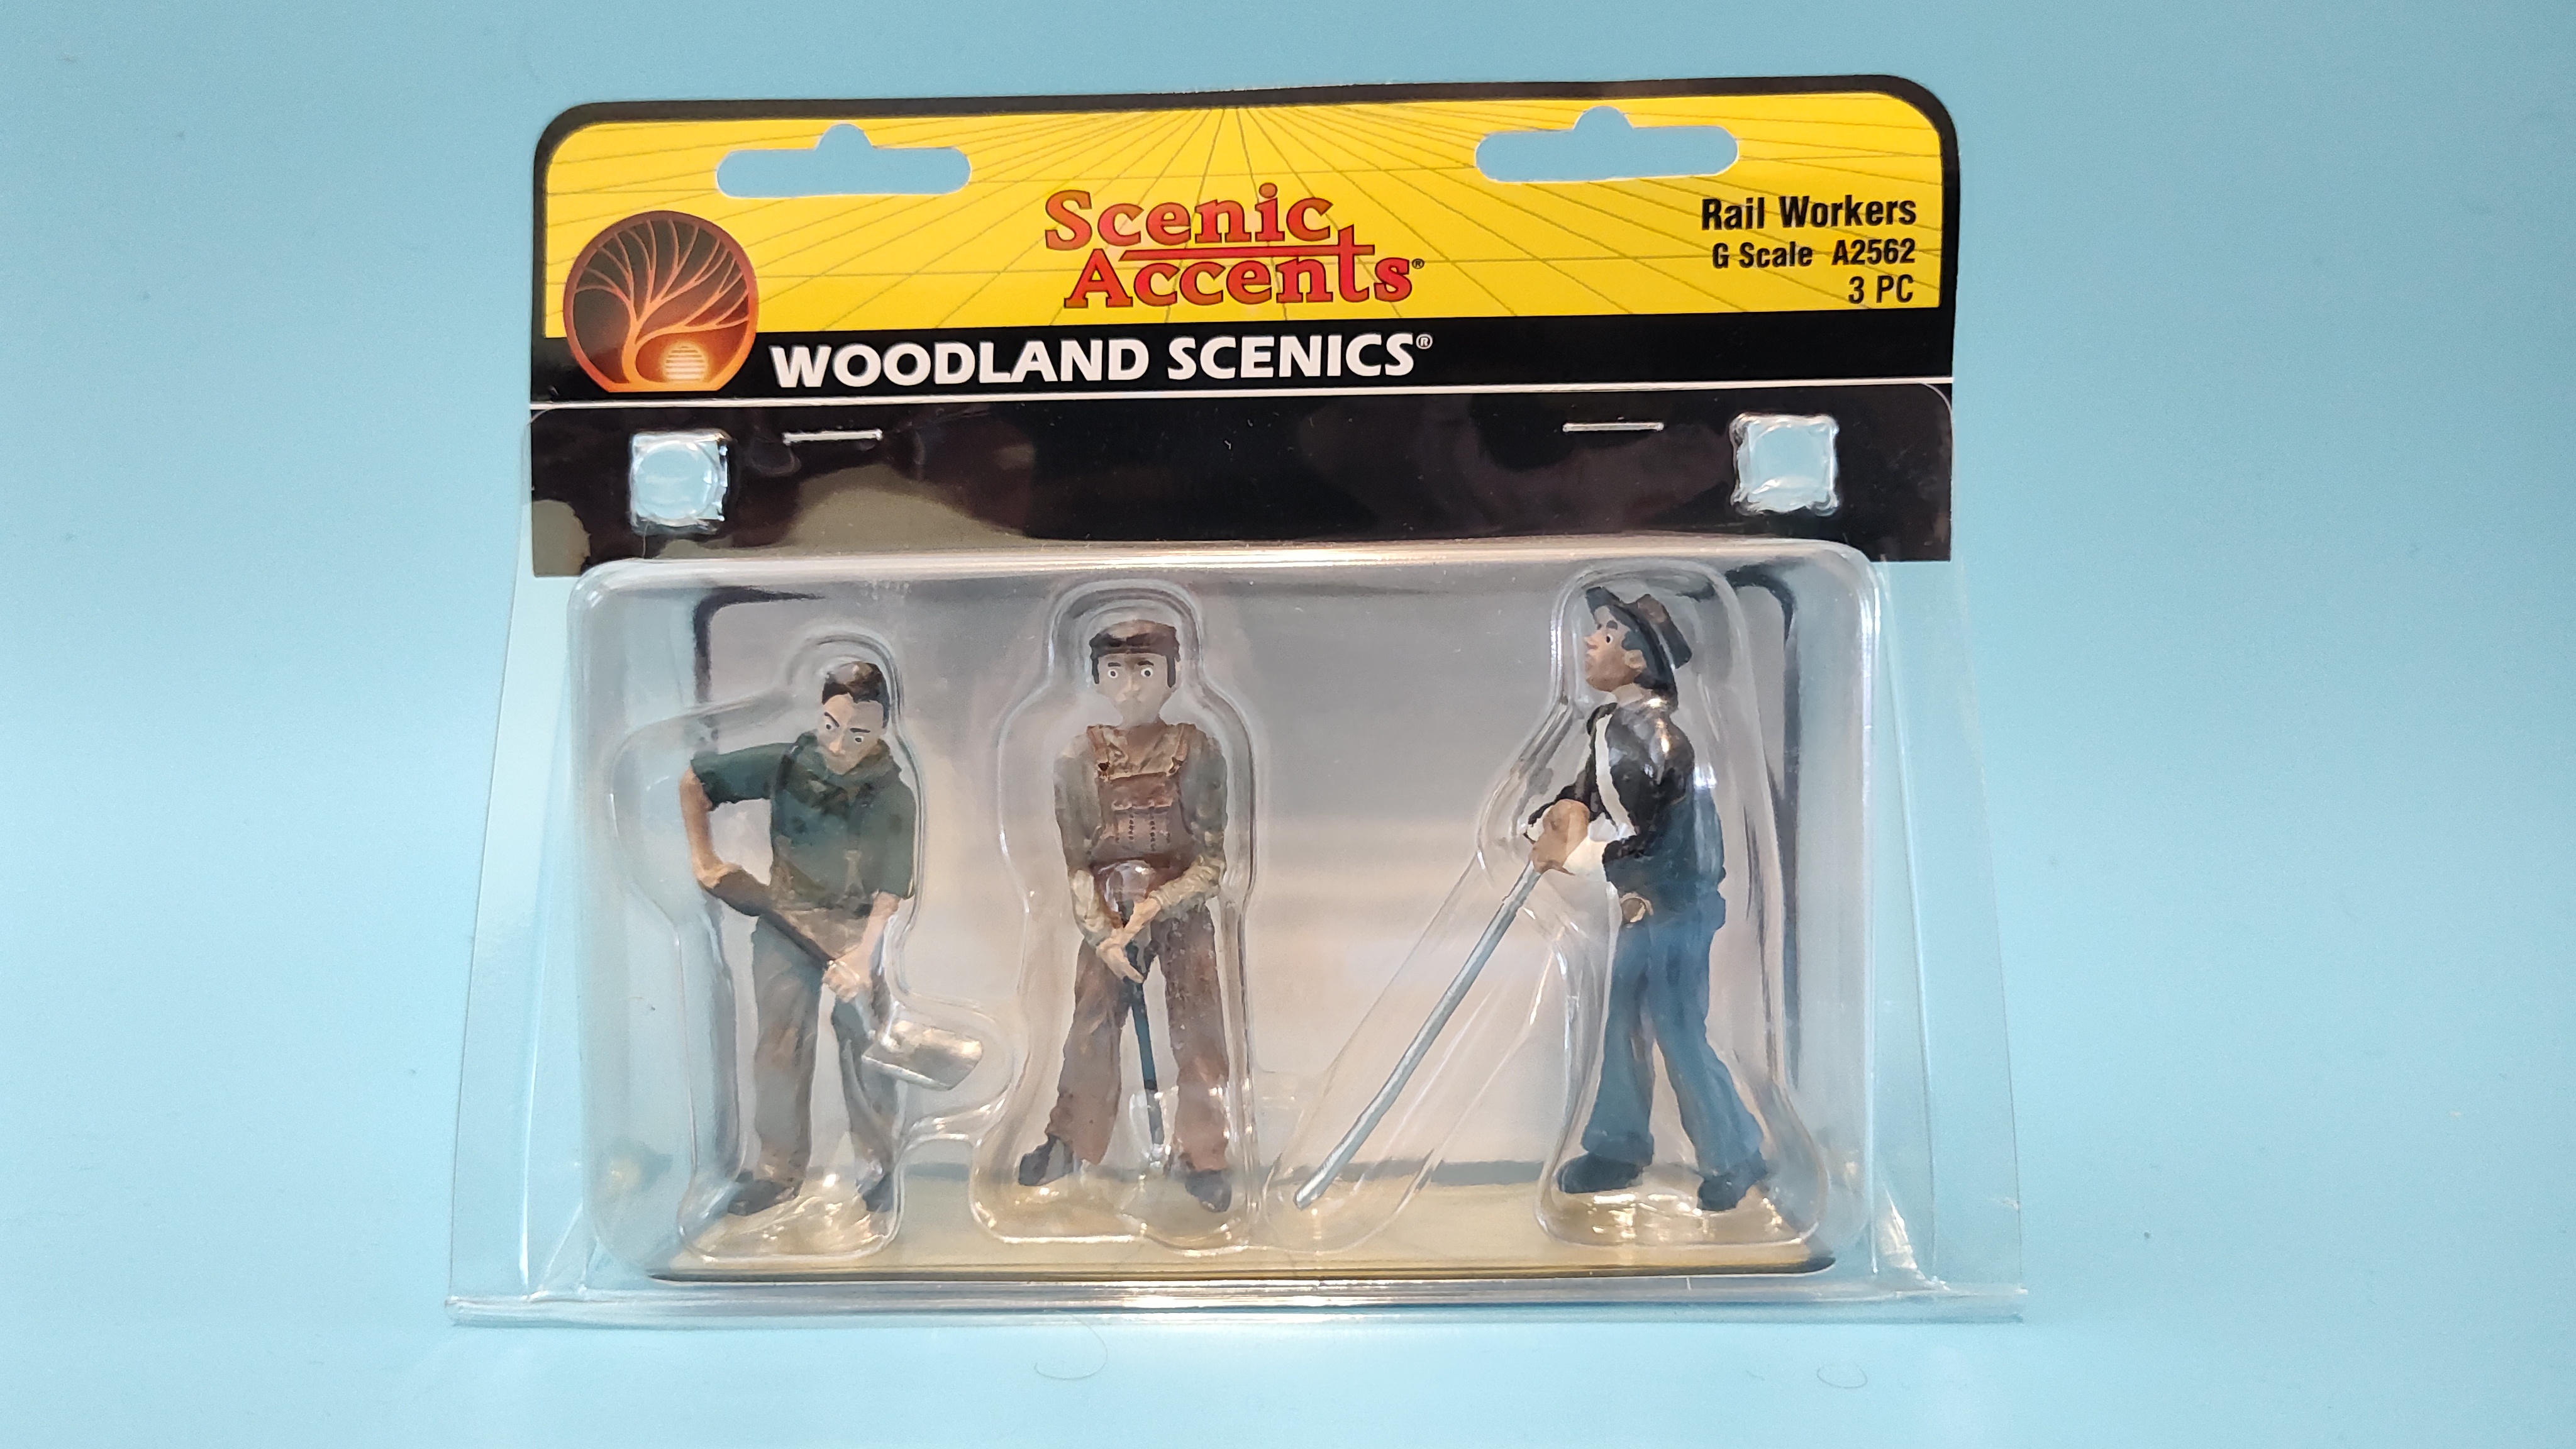 Scenic
Accents®
Rail Workers
G Scale A2562
3 PC
WOODLAND SCENICS®